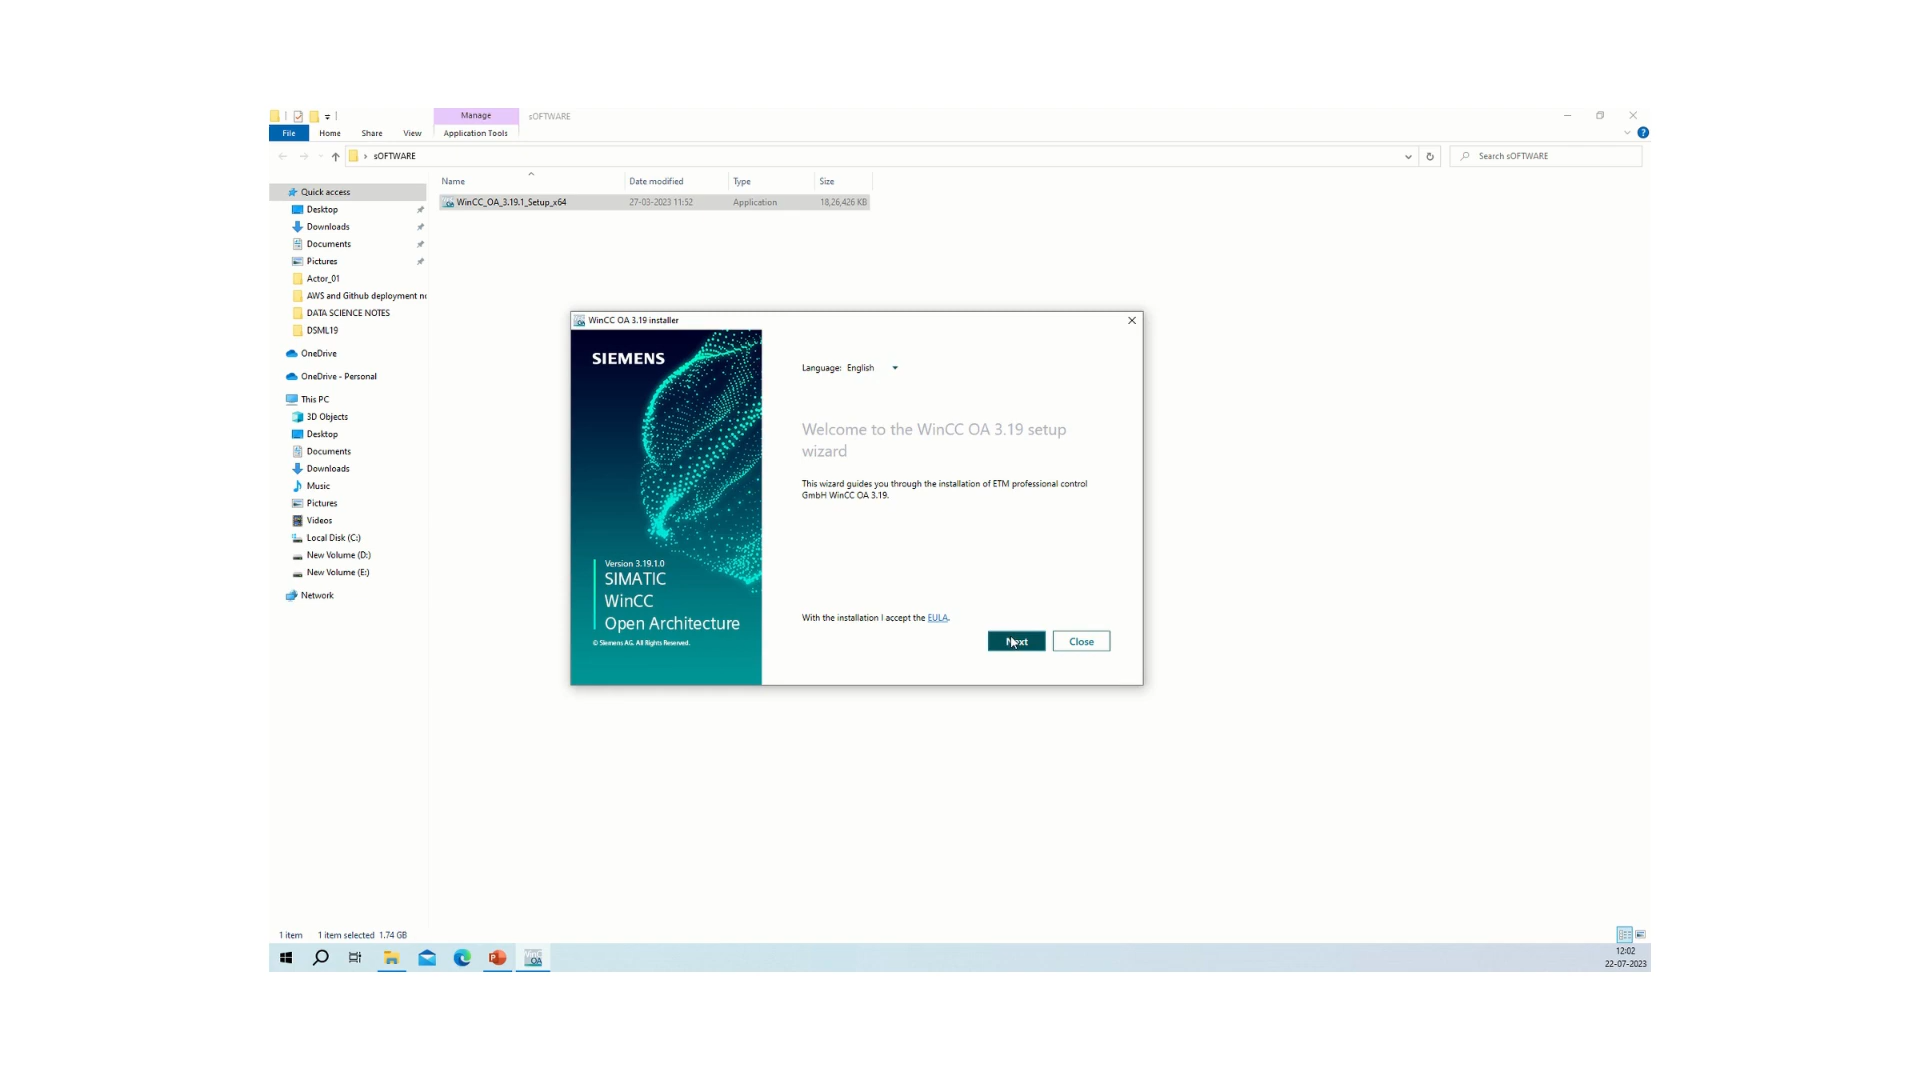 Manage
sOFTWARE
File
Home
Share
View
Application Tools
sOFTWARE
Search sOFTWARE
Name
Date modified
Type
Size
Quick access
WinCC_OA_3.19.1_Setup_x64
27-03-2023 11:52
Application
18,26,426 KB
Desktop
Downloads
Documents
Pictures
Actor_01
AWS and Github deployment no
DATA SCIENCE NOTES
DSML19
OneDrive
OneDrive - Personal
This PC
3D Objects
Desktop
Documents
Downloads
Music
Pictures
Videos
Local Disk (C:)
New Volume (D:)
New Volume (E:)
Network
WinCC OA 3.19 installer
SIEMENS
Version 3.19.1.0
SIMATIC
WinCC
Open Architecture
© Siemens AG. All Rights Reserved.
Language: English
Welcome to the WinCC OA 3.19 setup
wizard
This wizard guides you through the installation of ETM professional control
GmbH WinCC OA 3.19.
With the installation I accept the EULA.
Next
Close
1 item
1 item selected 1.74 GB
12:02
22-07-2023